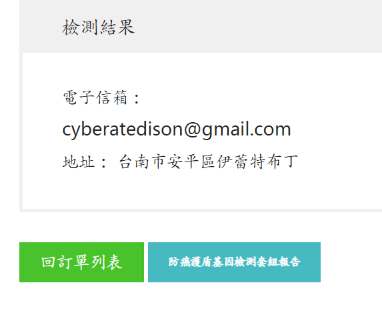 檢測結果
電子信箱：
cyberatedison@gmail.com
地址： 台南市安平區伊蕾特布丁
回訂單列表
防癌護盾基因檢測套組報告